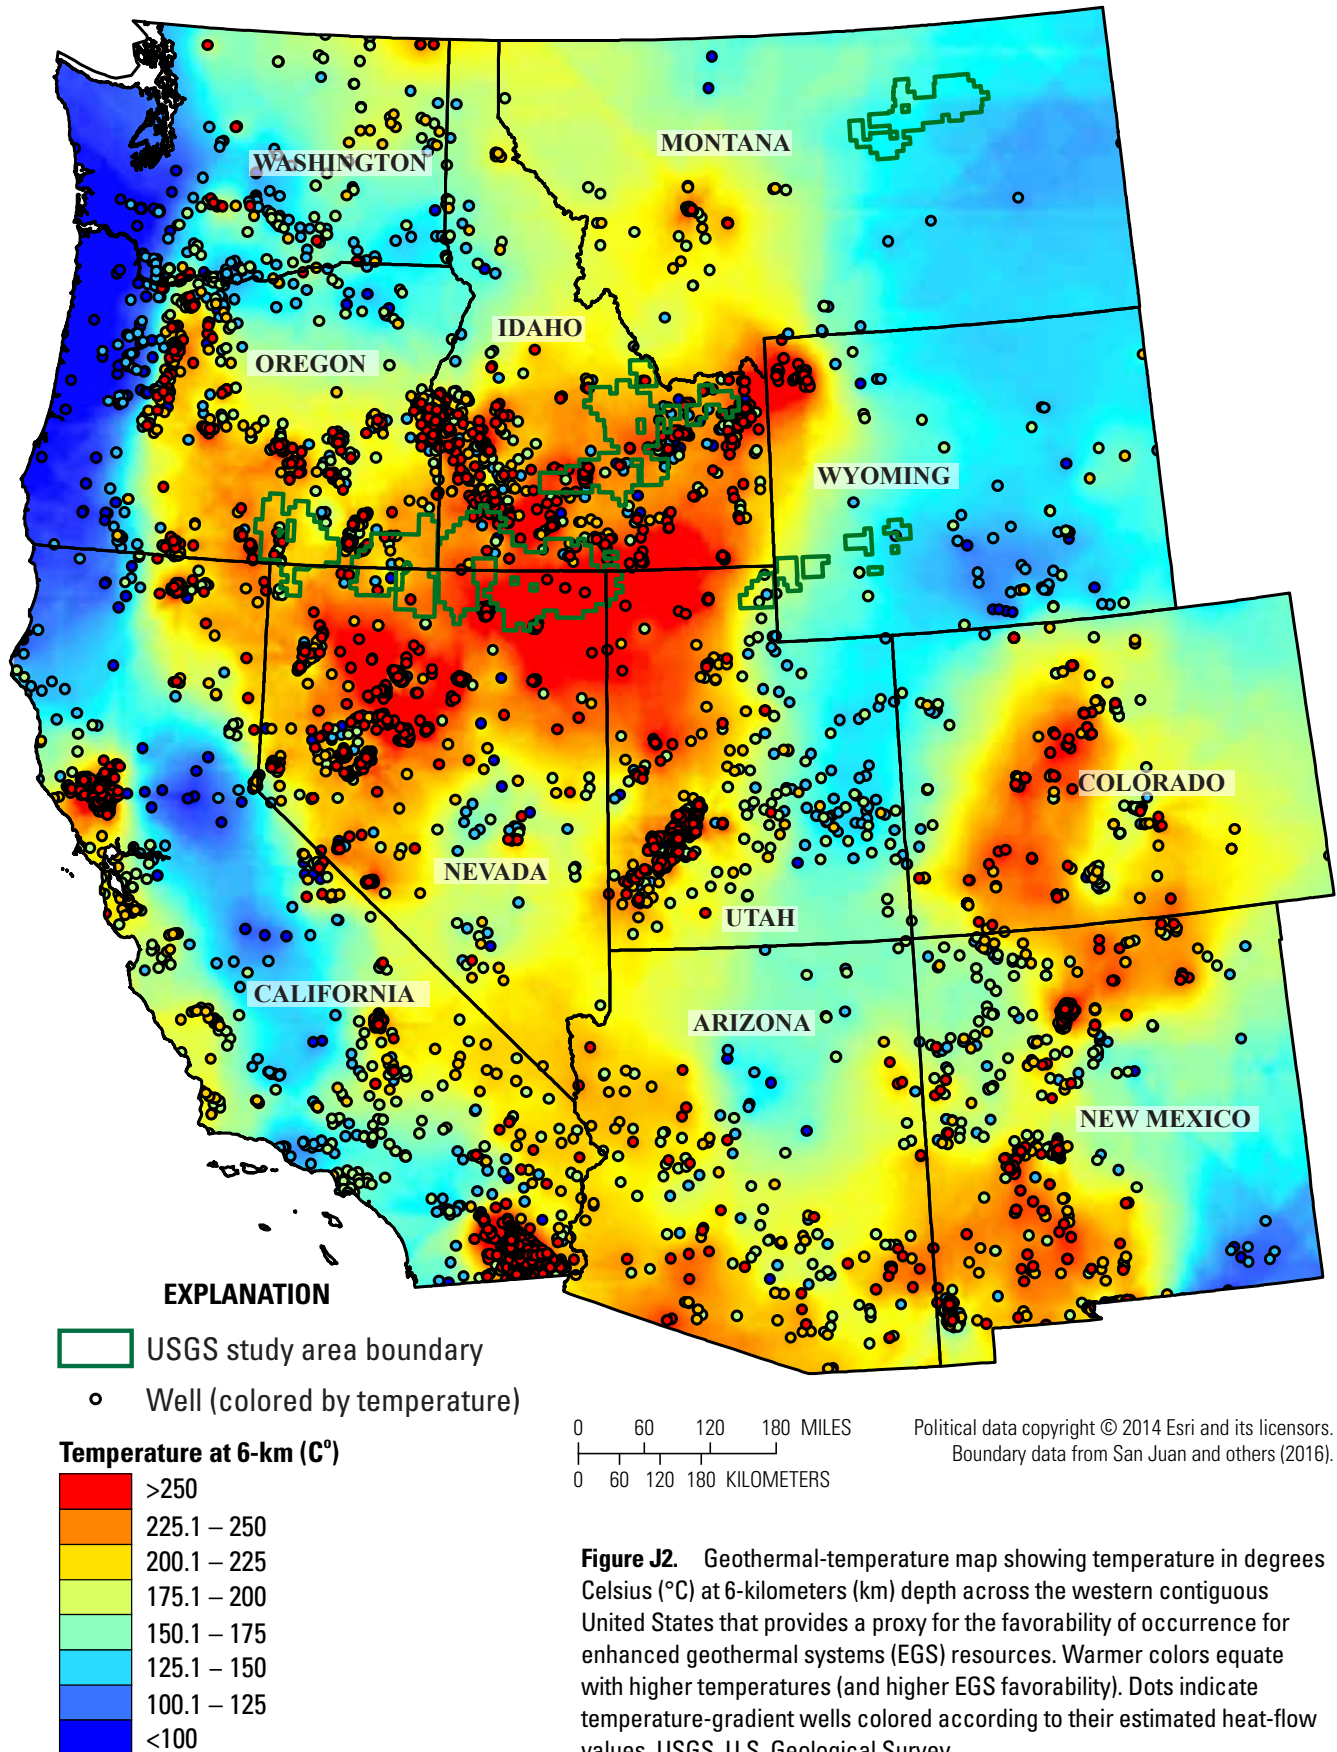 WASHINGTON
MONTANA
IDAHO
OREGON
WYOMING
COLORADO
NEVADA
UTAH
CALIFORNIA
ARIZONA
NEW MEXICO
EXPLANATION
USGS study area boundary
Well (colored by temperature)
Temperature at 6-km (Cº)
>250
225.1 – 250
200.1 – 225
175.1 – 200
150.1 – 175
125.1 – 150
100.1 – 125
<100
0 60 120 180 MILES
0 60 120 180 KILOMETERS
Political data copyright © 2014 Esri and its licensors.
Boundary data from San Juan and others (2016).
Figure J2. Geothermal-temperature map showing temperature in degrees
Celsius (°C) at 6-kilometers (km) depth across the western contiguous
United States that provides a proxy for the favorability of occurrence for
enhanced geothermal systems (EGS) resources. Warmer colors equate
with higher temperatures (and higher EGS favorability). Dots indicate
temperature-gradient wells colored according to their estimated heat-flow
values. USGS, U.S. Geological Survey